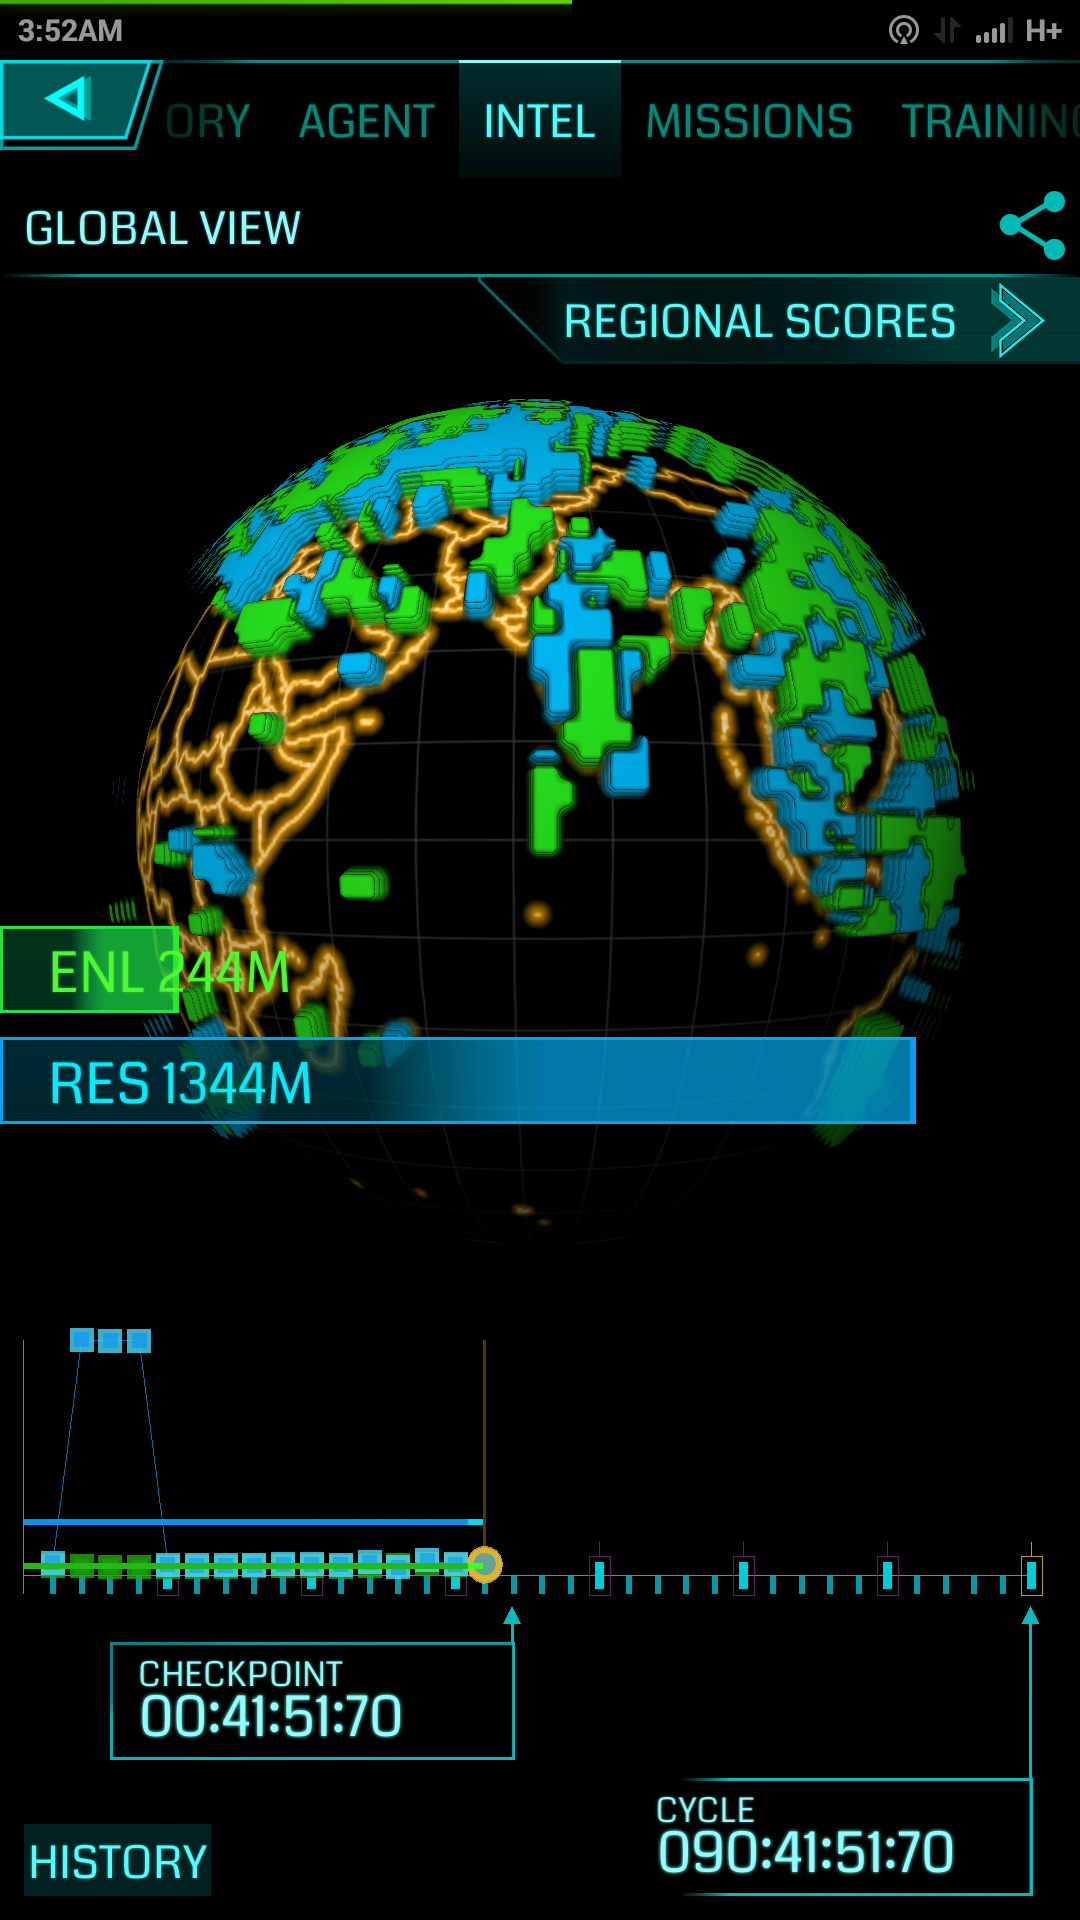 3:52AM
H+
ORY AGENT INTEL MISSIONS TRAINING
GLOBAL VIEW
REGIONAL SCORES
ENL 244M
RES 1344M
CHECKPOINT
00:41:51:70
CYCLE
090:41:51:70
HISTORY